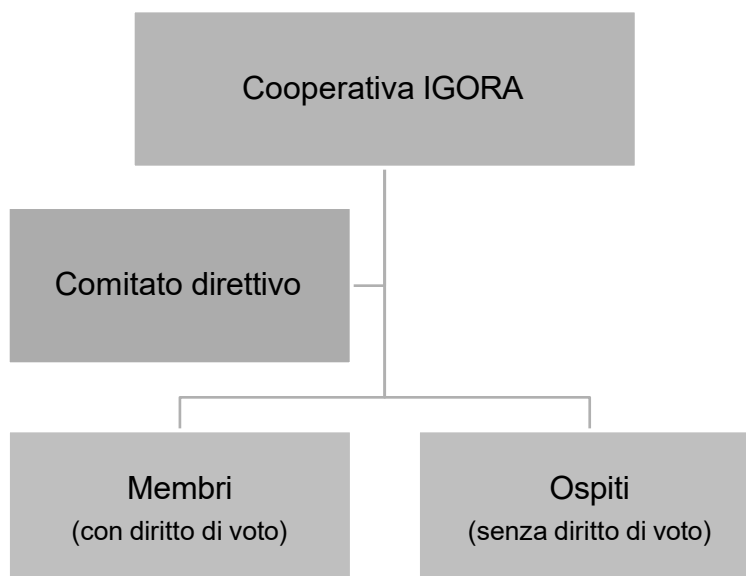 Cooperativa IGORA
Comitato direttivo
Membri
(con diritto di voto)
Ospiti
(senza diritto di voto)